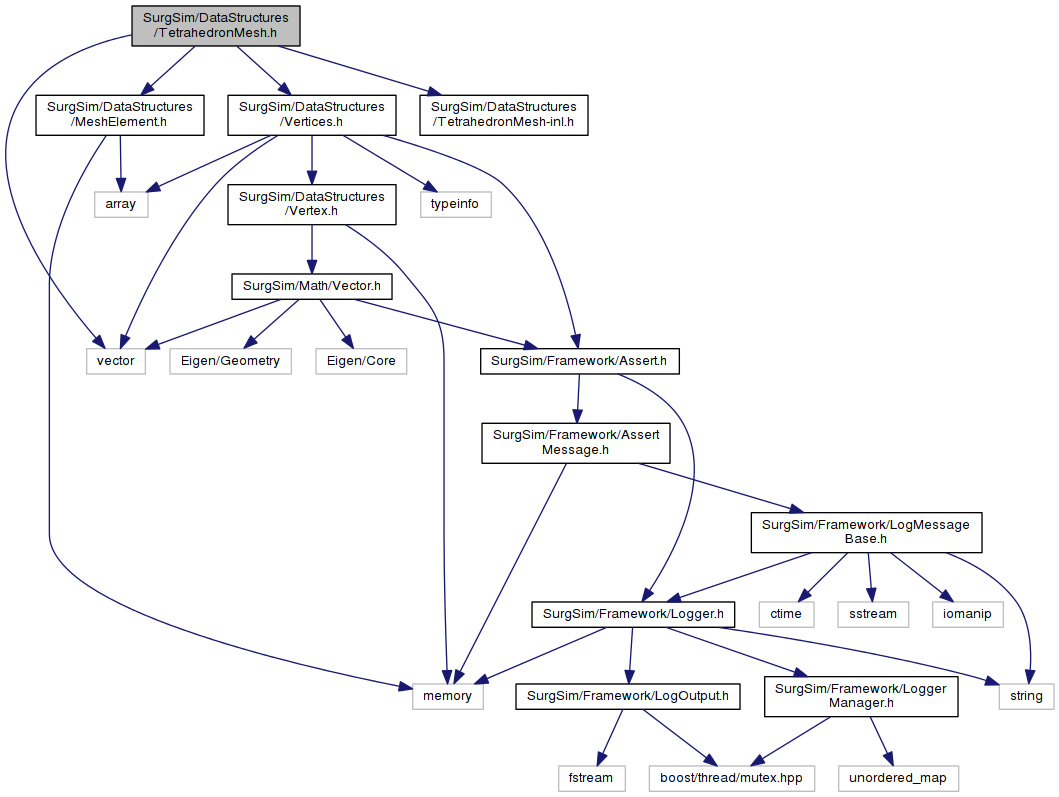 SurgSim/DataStructures
/TetrahedronMesh.h
SurgSim/DataStructures
/MeshElement.h
SurgSim/DataStructures
/Vertices.h
SurgSim/DataStructures
/TetrahedronMesh-inl.h
array
SurgSim/DataStructures
/Vertex.h
typeinfo
SurgSim/Math/Vector.h
vector
Eigen/Geometry
Eigen/Core
SurgSim/Framework/Assert.h
SurgSim/Framework/Assert
Message.h
SurgSim/Framework/LogMessage
Base.h
SurgSim/Framework/Logger.h
ctime
sstream
iomanip
memory
SurgSim/Framework/LogOutput.h
SurgSim/Framework/Logger
Manager.h
string
fstream
boost/thread/mutex.hpp
unordered_map